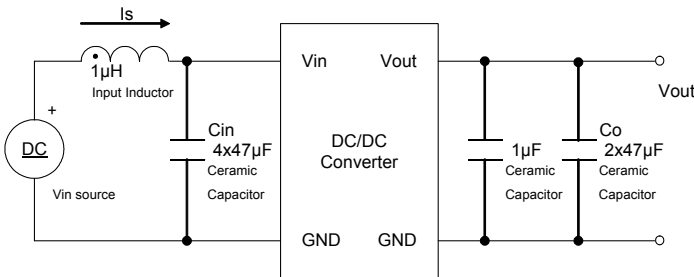 Is
1µH
Input Inductor
+
DC
Vin source
Cin
4x47µF
Ceramic
Capacitor
Vin
Vout
DC/DC
Converter
GND
GND
1µF
Ceramic
Capacitor
Co
2x47µF
Ceramic
Capacitor
Vout